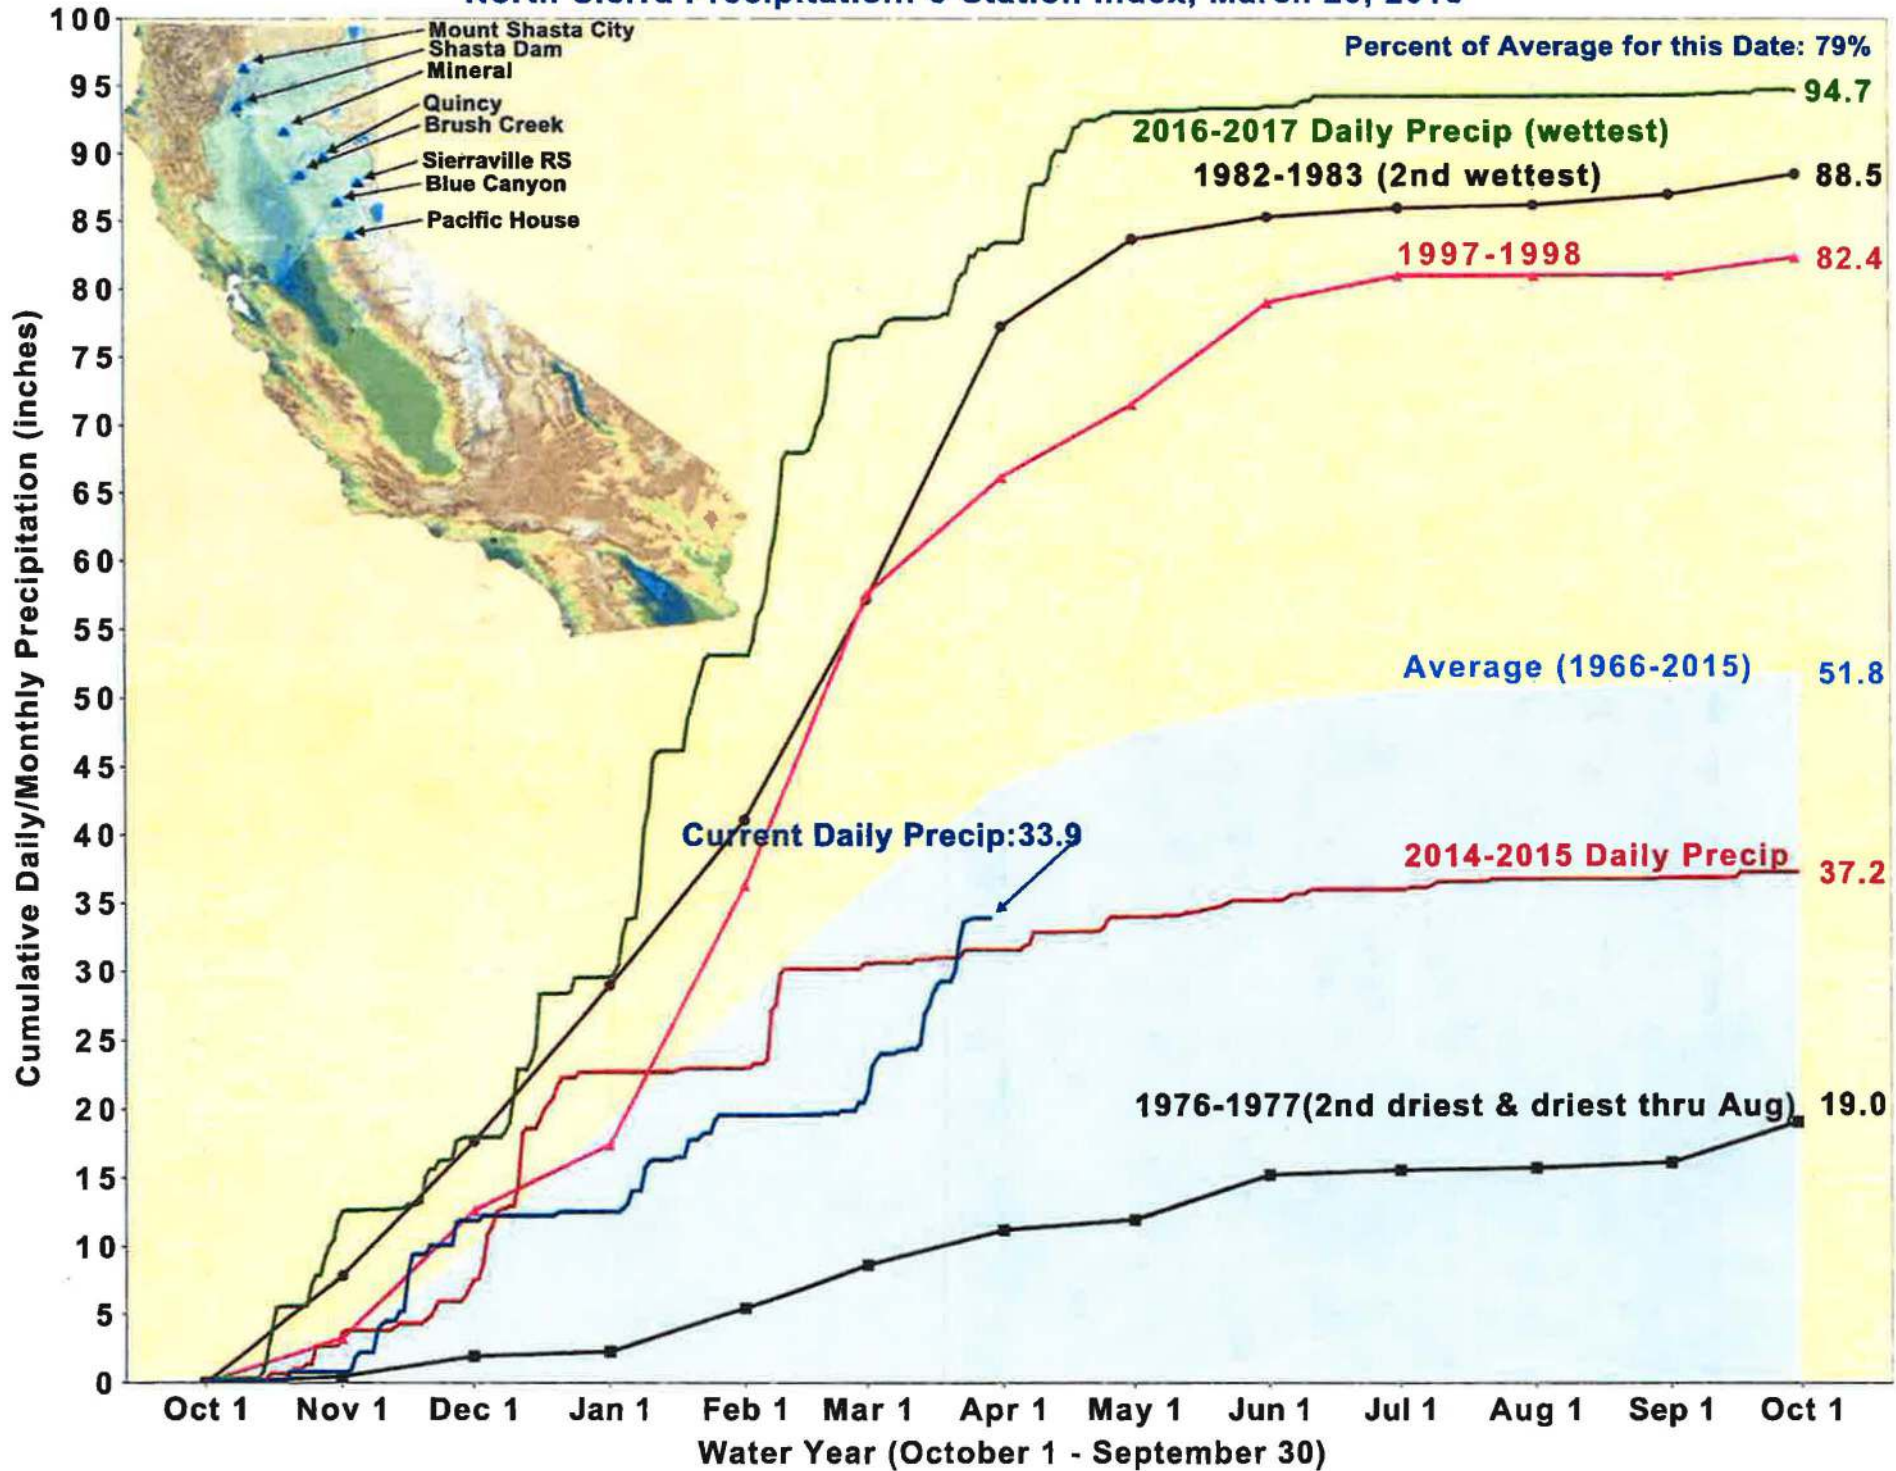 Percent of Average for this Date: 79%
Mount Shasta City
Shasta Dam
Mineral
Quincy
Brush Creek
Sierraville RS
Blue Canyon
Pacific House
94.7
2016-2017 Daily Precip (wettest)
1982-1983 (2nd wettest)
88.5
1997-1998
82.4
Average (1966-2015)
51.8
Current Daily Precip:33.9
2014-2015 Daily Precip
37.2
1976-1977(2nd driest & driest thru Aug)
19.0
Cumulative Daily/Monthly Precipitation (inches)
100
95
90
85
80
75
70
65
60
55
50
45
40
35
30
25
20
15
10
5
0
Oct 1 Nov 1 Dec 1 Jan 1 Feb 1 Mar 1 Apr 1 May 1 Jun 1 Jul 1 Aug 1 Sep 1 Oct 1
Water Year (October 1 - September 30)